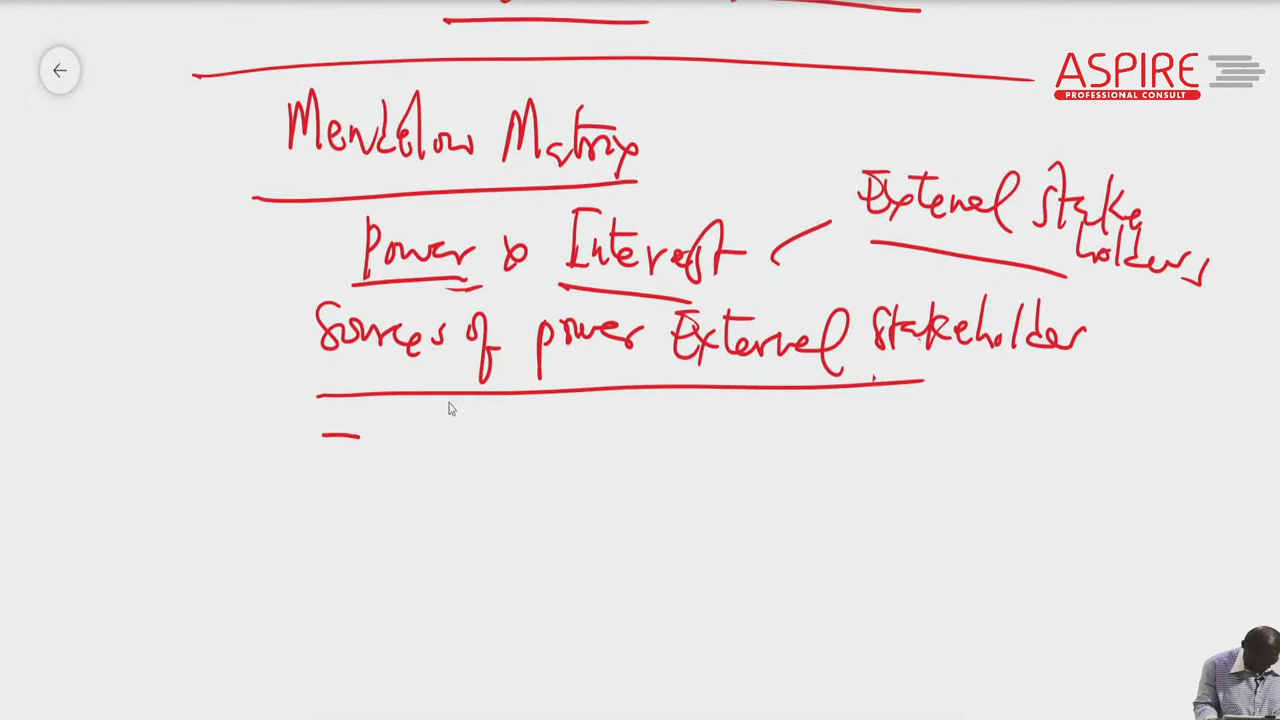 ASPIRE
PROFESSIONAL CONSULT
Mendelow Matrix
Power & Interest
External Stake
holders
Sources of power External Stakeholder